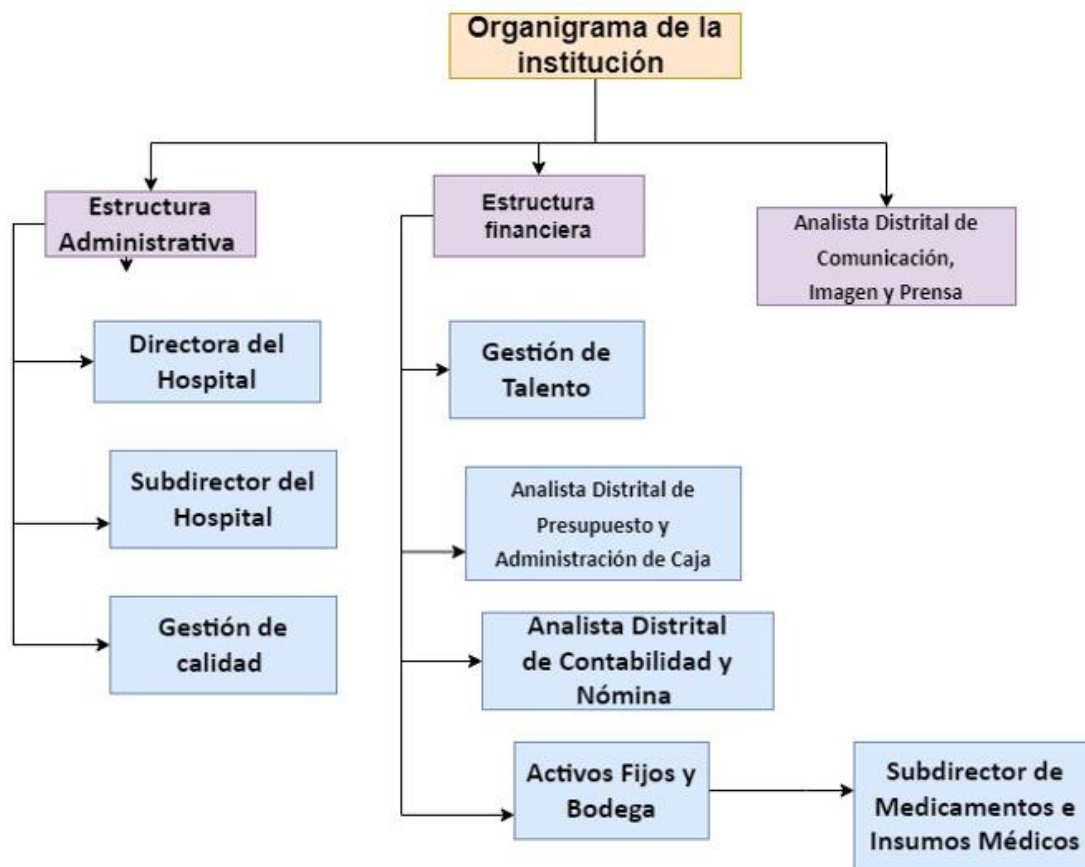 Organigrama de la
institución
Estructura
Administrativa
Estructura
financiera
Analista Distrital de
Comunicación,
Imagen y Prensa
Directora del
Hospital
Gestión de
Talento
Subdirector del
Hospital
Analista Distrital de
Presupuesto y
Administración de Caja
Gestión de
calidad
Analista Distrital
de Contabilidad y
Nómina
Activos Fijos y
Bodega
Subdirector de
Medicamentos e
Insumos Médicos